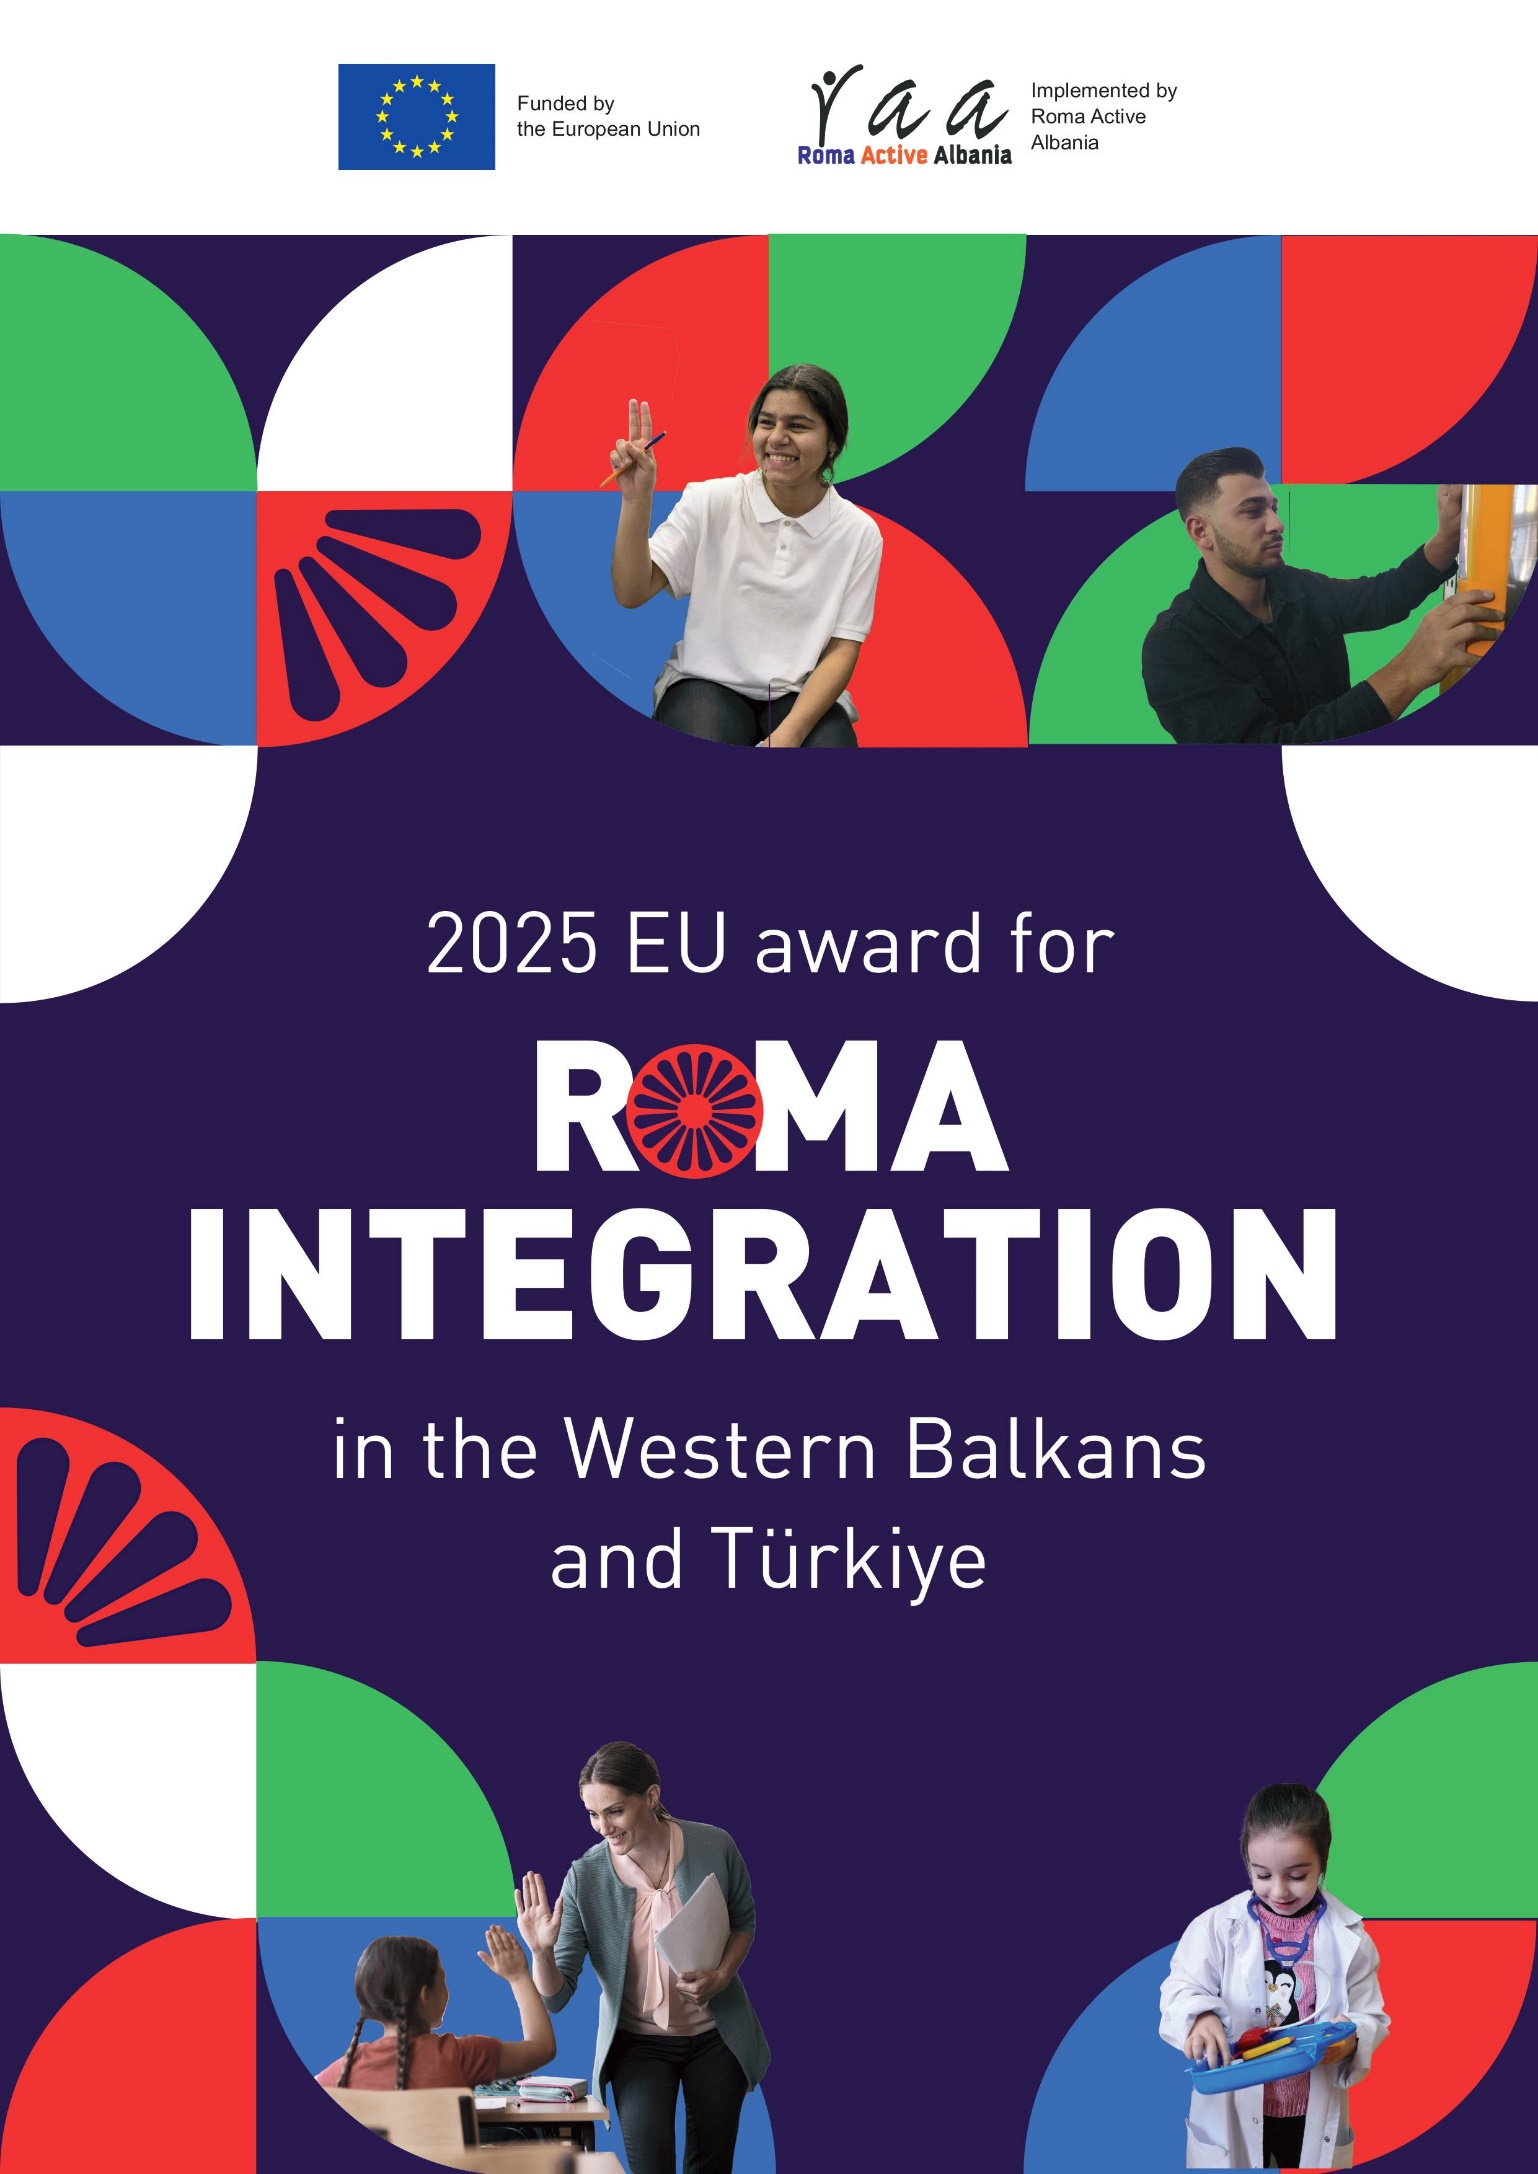 Funded by
the European Union
raa
Roma Active Albania
Implemented by
Roma Active
Albania
2025 EU award for
ROMA
INTEGRATION
in the Western Balkans
and Türkiye